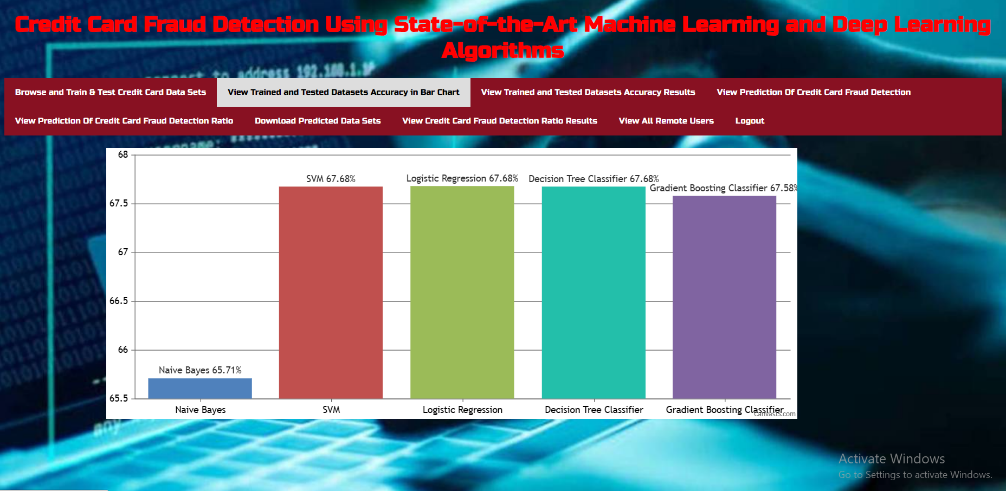 Credit Card Fraud Detection Using State-of-the-Art Machine Learning and Deep Learning
Algorithms
Browse and Train & Test Credit Card Data Sets
View Trained and Tested Datasets Accuracy in Bar Chart
View Trained and Tested Datasets Accuracy Results
View Prediction Of Credit Card Fraud Detection
View Prediction Of Credit Card Fraud Detection Ratio
Download Predicted Data Sets
View Credit Card Fraud Detection Ratio Results
View All Remote Users
Logout
68
67.5
67
66.5
66
65.5
Naive Bayes 65.71%
SVM 67.68%
Logistic Regression 67.68%
Decision Tree Classifier 67.68%
Gradient Boosting Classifier 67.58%
Naive Bayes
SVM
Logistic Regression
Decision Tree Classifier
Gradient Boosting Classifier
to address 192.168.1.
any
Activate Windows
Go to Settings to activate Windows.